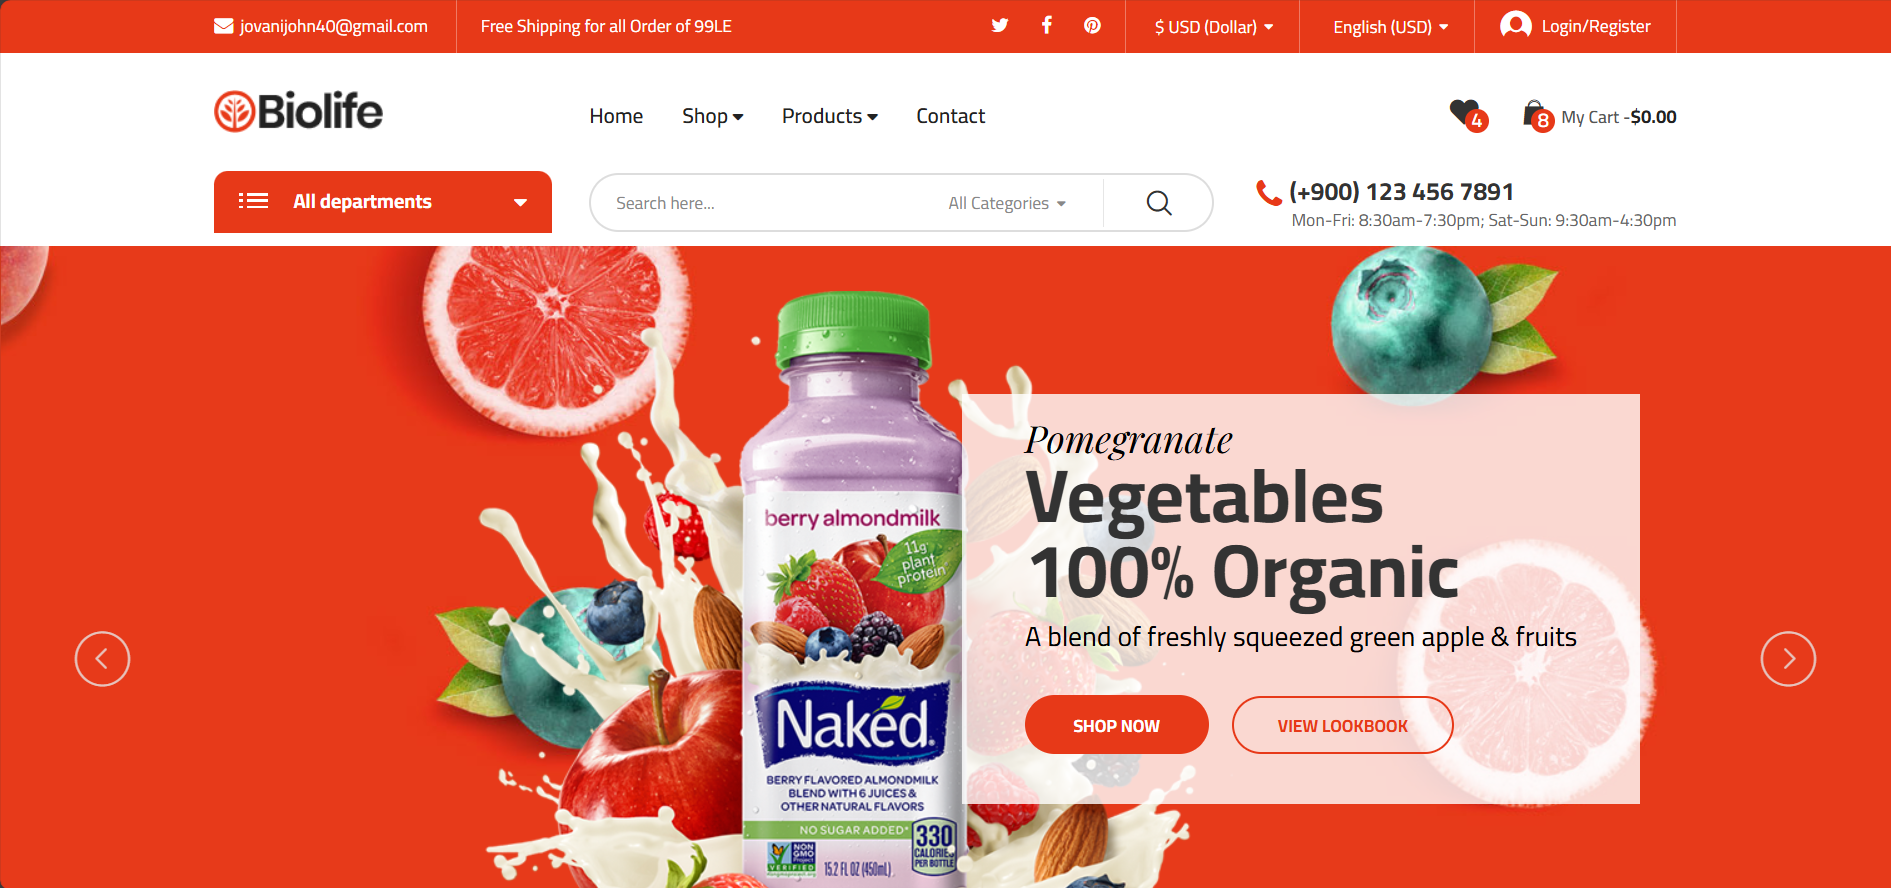 jovanijohn40@gmail.com
Free Shipping for all Order of 99LE
$ USD (Dollar)
English (USD)
Login/Register
Biolife
Home
Shop
Products
Contact
4
8
My Cart -$0.00
All departments
Search here...
All Categories
(+900) 123 456 7891
Mon-Fri: 8:30am-7:30pm; Sat-Sun: 9:30am-4:30pm
berry almondmilk
11g
plant
protein
Naked®
BERRY FLAVORED ALMONDMILK
BLEND WITH 6 JUICES &
OTHER NATURAL FLAVORS
NO SUGAR ADDED*
NON
GMO
Project
VERIFIED
15.2 FL OZ (450mL)
330
CALORIES
PER BOTTLE
Pomegranate
Vegetables
100% Organic
A blend of freshly squeezed green apple & fruits
SHOP NOW
VIEW LOOKBOOK